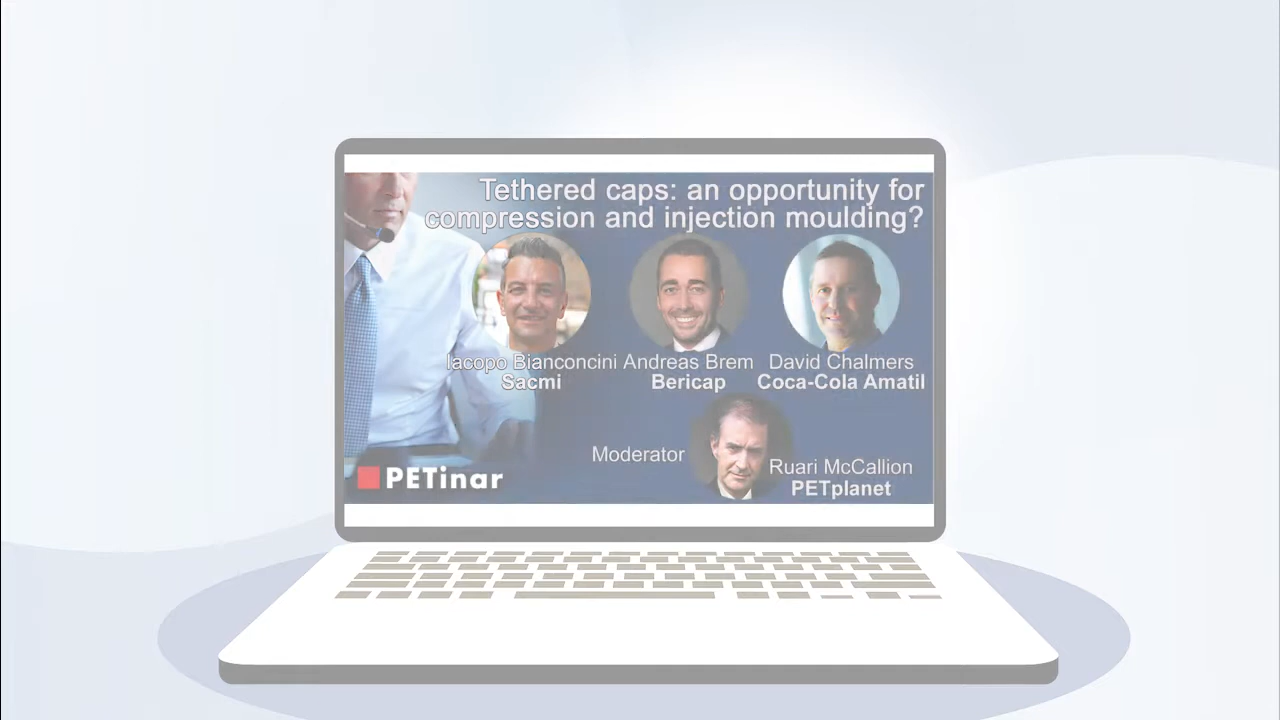 Tethered caps: an opportunity for
compression and injection moulding?
Iacopo Bianconcini Andreas Brem David Chalmers
Sacmi Bericap Coca-Cola Amatil
Moderator
Ruari McCallion
PETplanet
PETinar